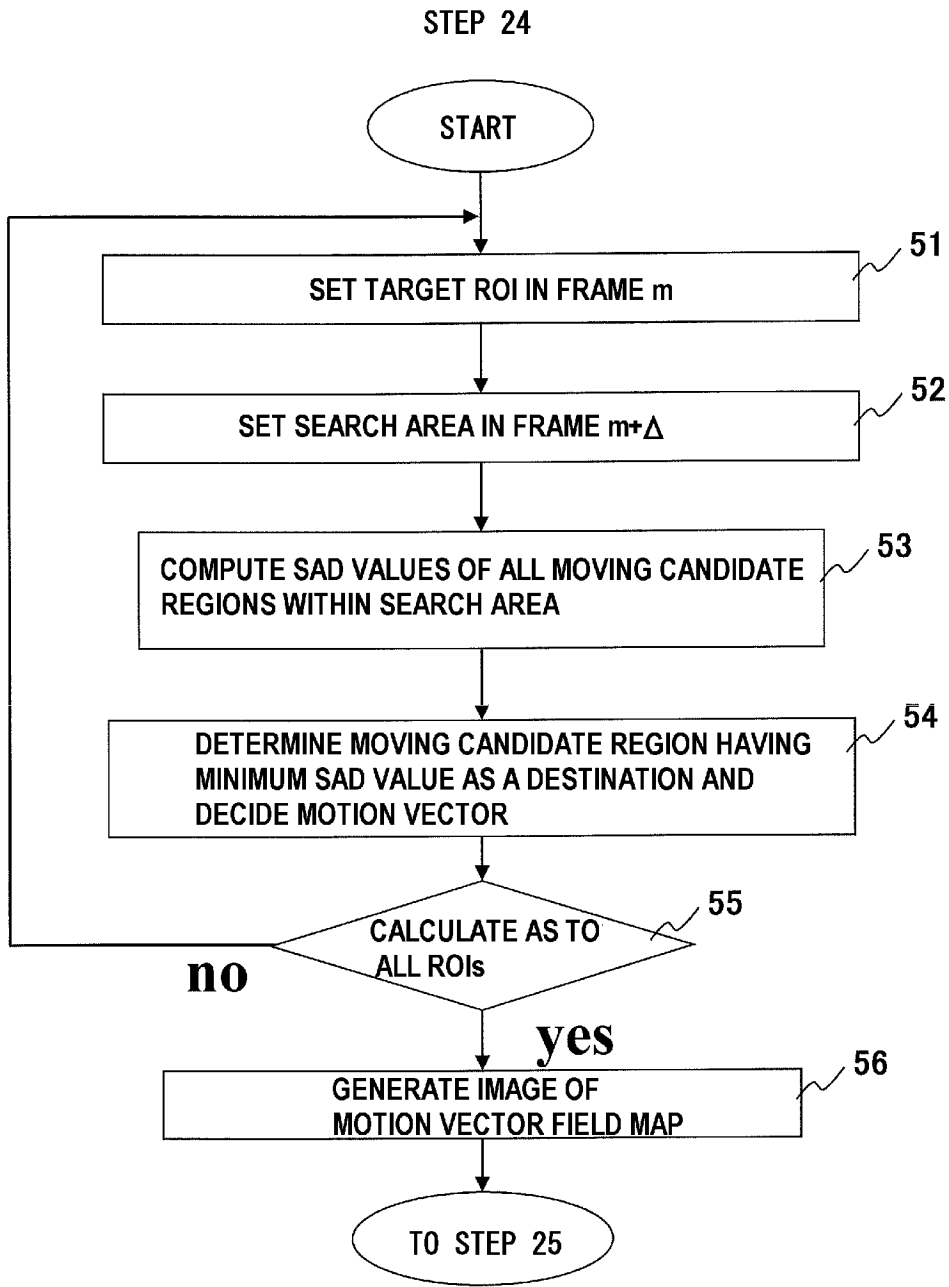 STEP 24
START
51
SET TARGET ROI IN FRAME m
52
SET SEARCH AREA IN FRAME m+Δ
53
COMPUTE SAD VALUES OF ALL MOVING CANDIDATE
REGIONS WITHIN SEARCH AREA
54
DETERMINE MOVING CANDIDATE REGION HAVING
MINIMUM SAD VALUE AS A DESTINATION AND
DECIDE MOTION VECTOR
55
CALCULATE AS TO
ALL ROIs
no
yes
56
GENERATE IMAGE OF
MOTION VECTOR FIELD MAP
TO STEP 25